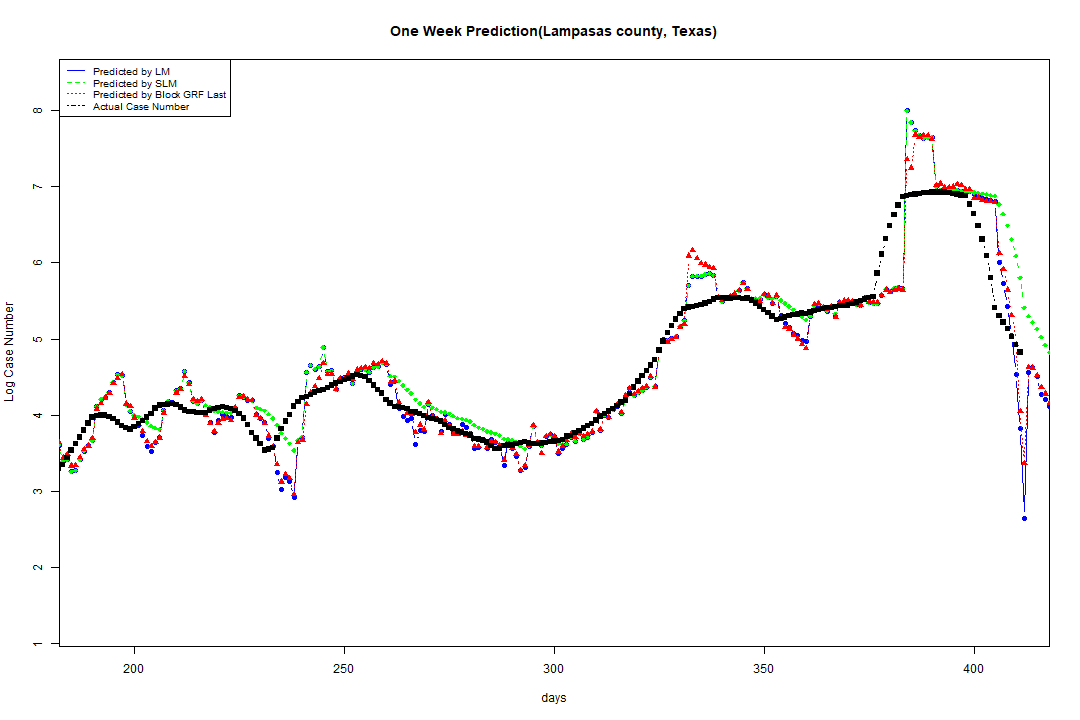 One Week Prediction(Lampasas county, Texas)
Predicted by LM
Predicted by SLM
Predicted by Block GRF Last
Actual Case Number
8
7
6
5
4
3
2
1
Log Case Number
200 250 300 350 400
days